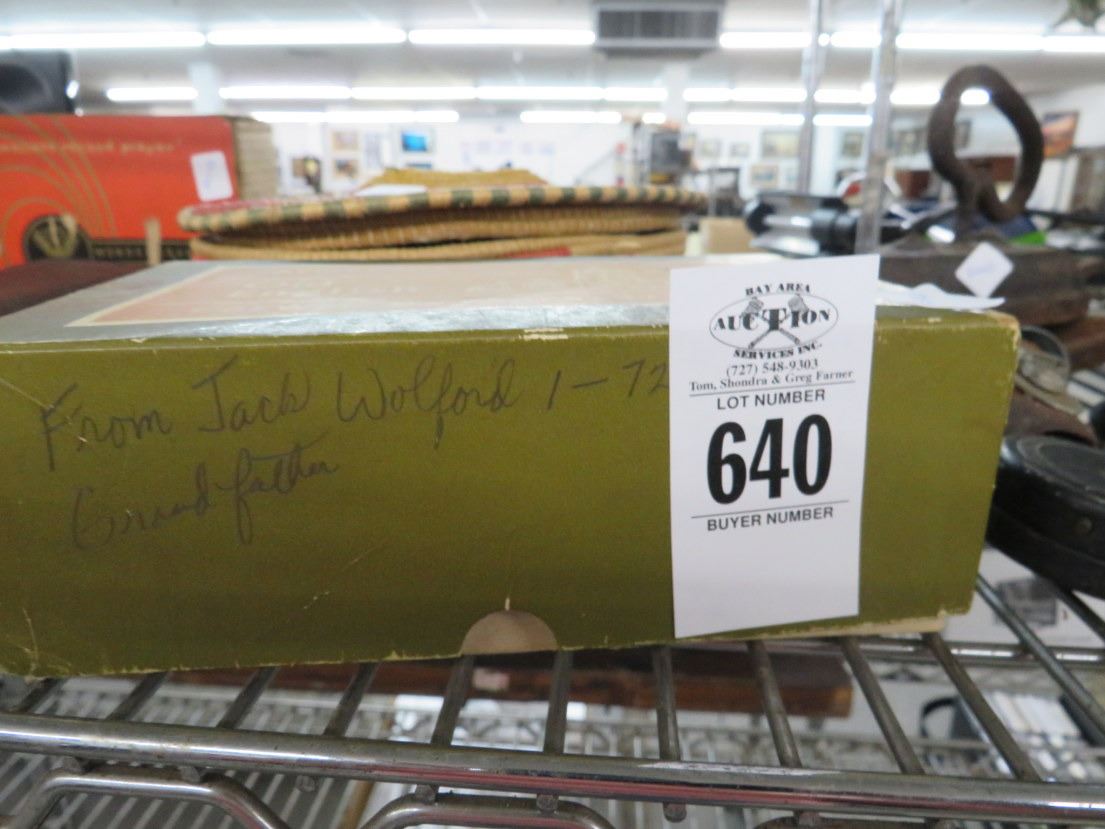 From Jack Wolford 1-72
Grandfather
BAY AREA
AUCTION
SERVICES INC.
(727) 548-9303
Tom, Shondra & Greg Farner
LOT NUMBER
640
BUYER NUMBER